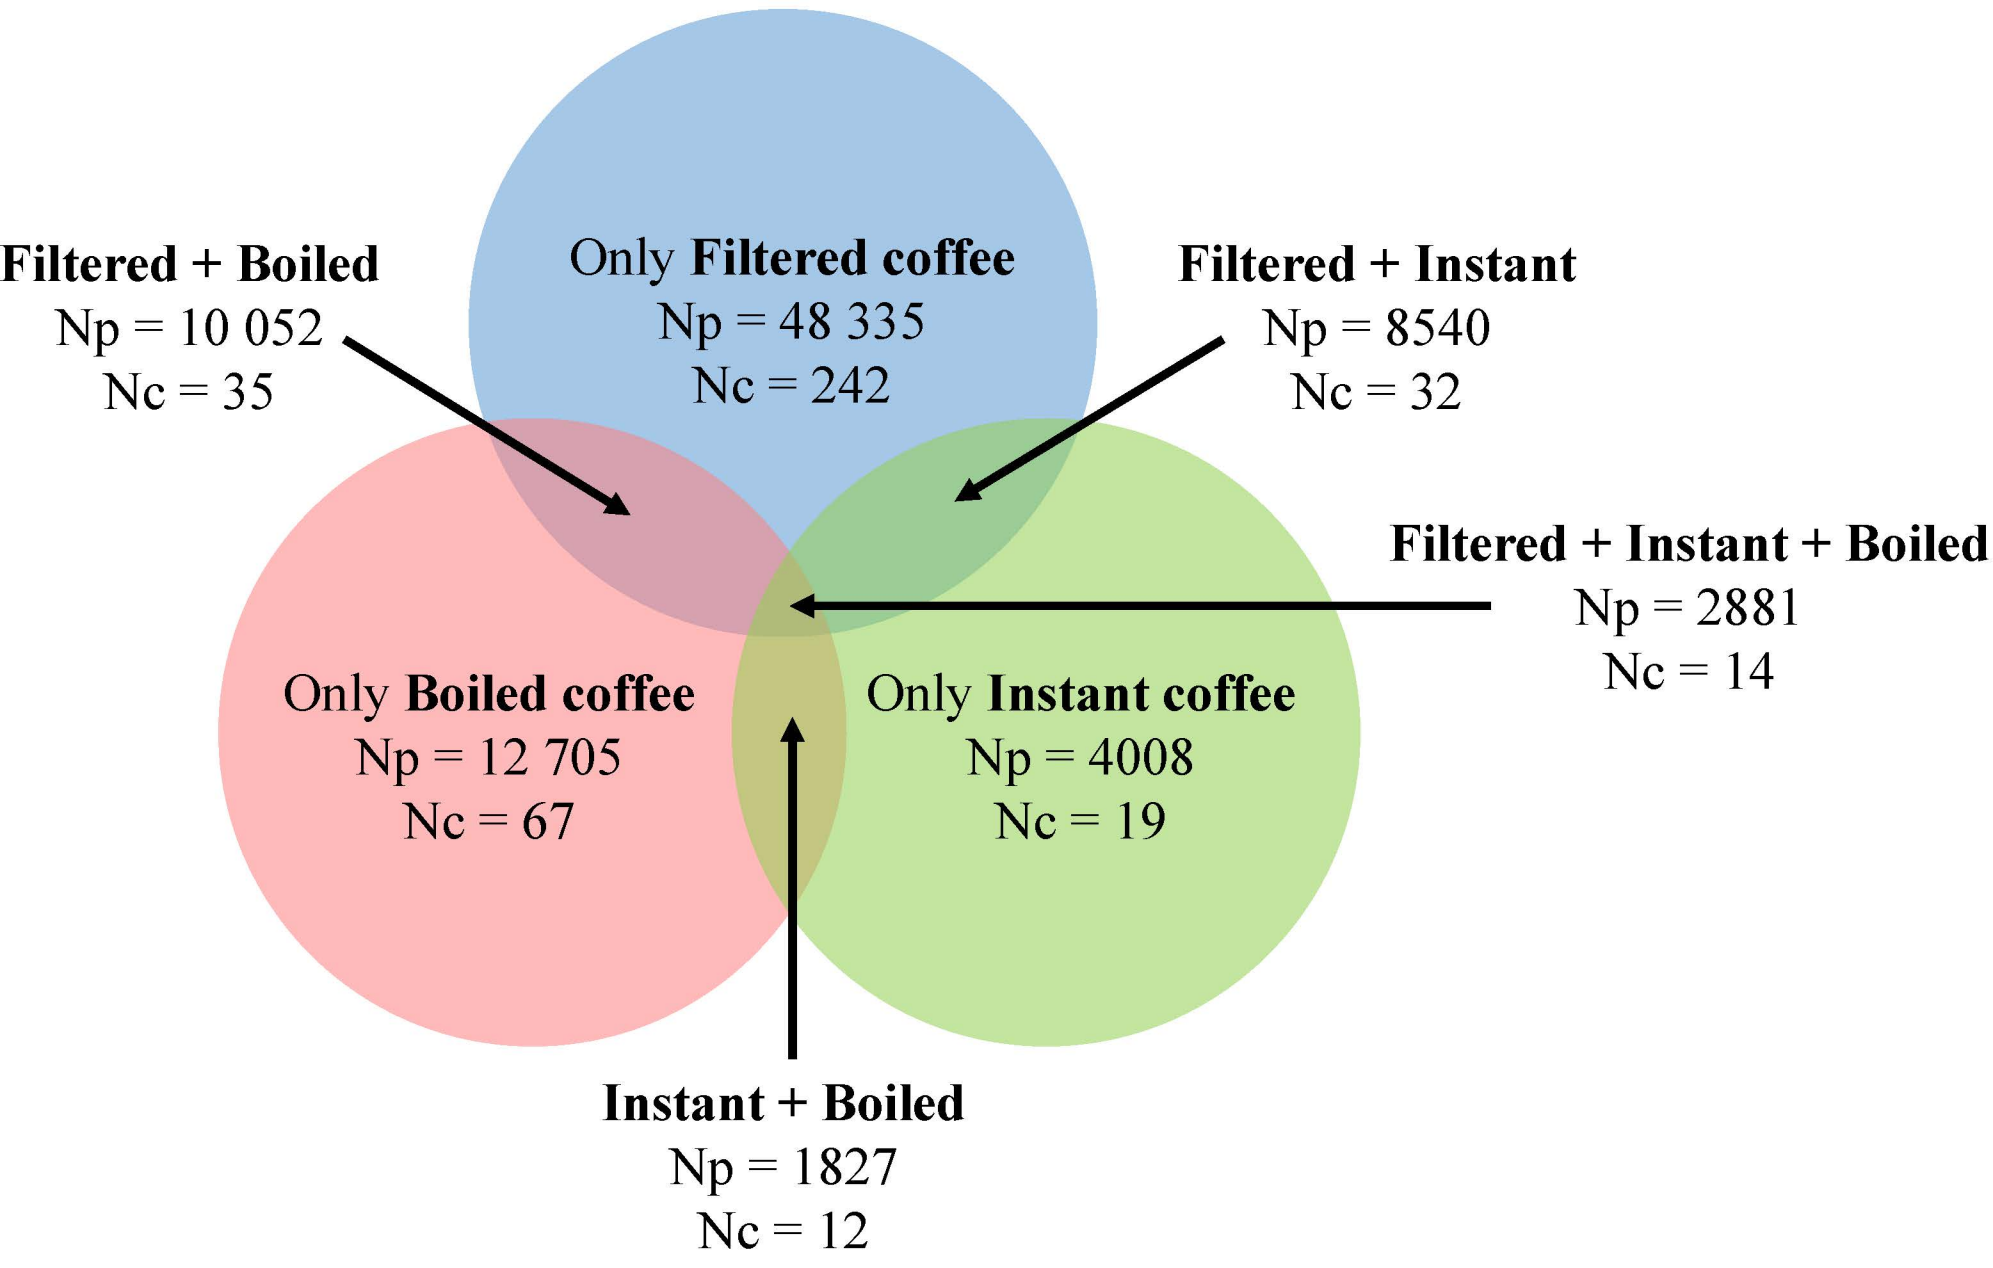 Only Filtered coffee
Np = 48 335
Nc = 242
Filtered + Boiled
Np = 10 052
Nc = 35
Filtered + Instant
Np = 8540
Nc = 32
Filtered + Instant + Boiled
Np = 2881
Nc = 14
Only Boiled coffee
Np = 12 705
Nc = 67
Only Instant coffee
Np = 4008
Nc = 19
Instant + Boiled
Np = 1827
Nc = 12